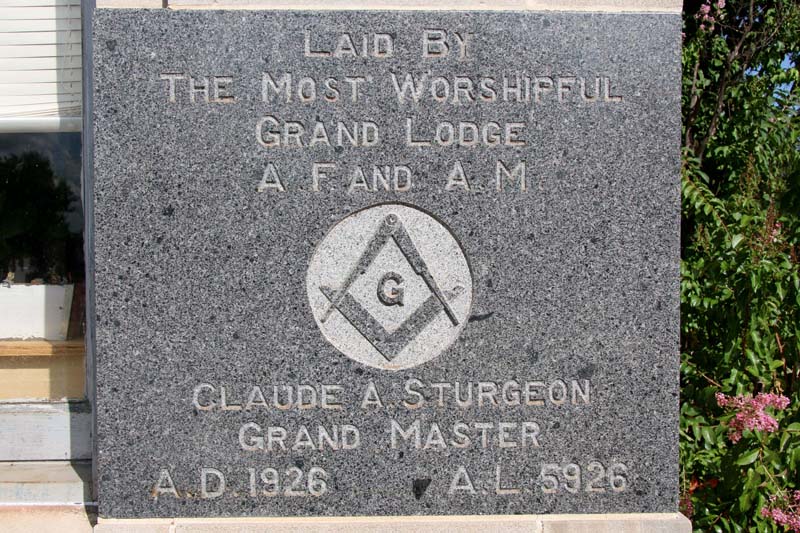 LAID BY
THE MOST WORSHIPFUL
GRAND LODGE
A. F. AND A. M.
G
CLAUDE A. STURGEON
GRAND MASTER
A.D. 1926 A.L. 5926